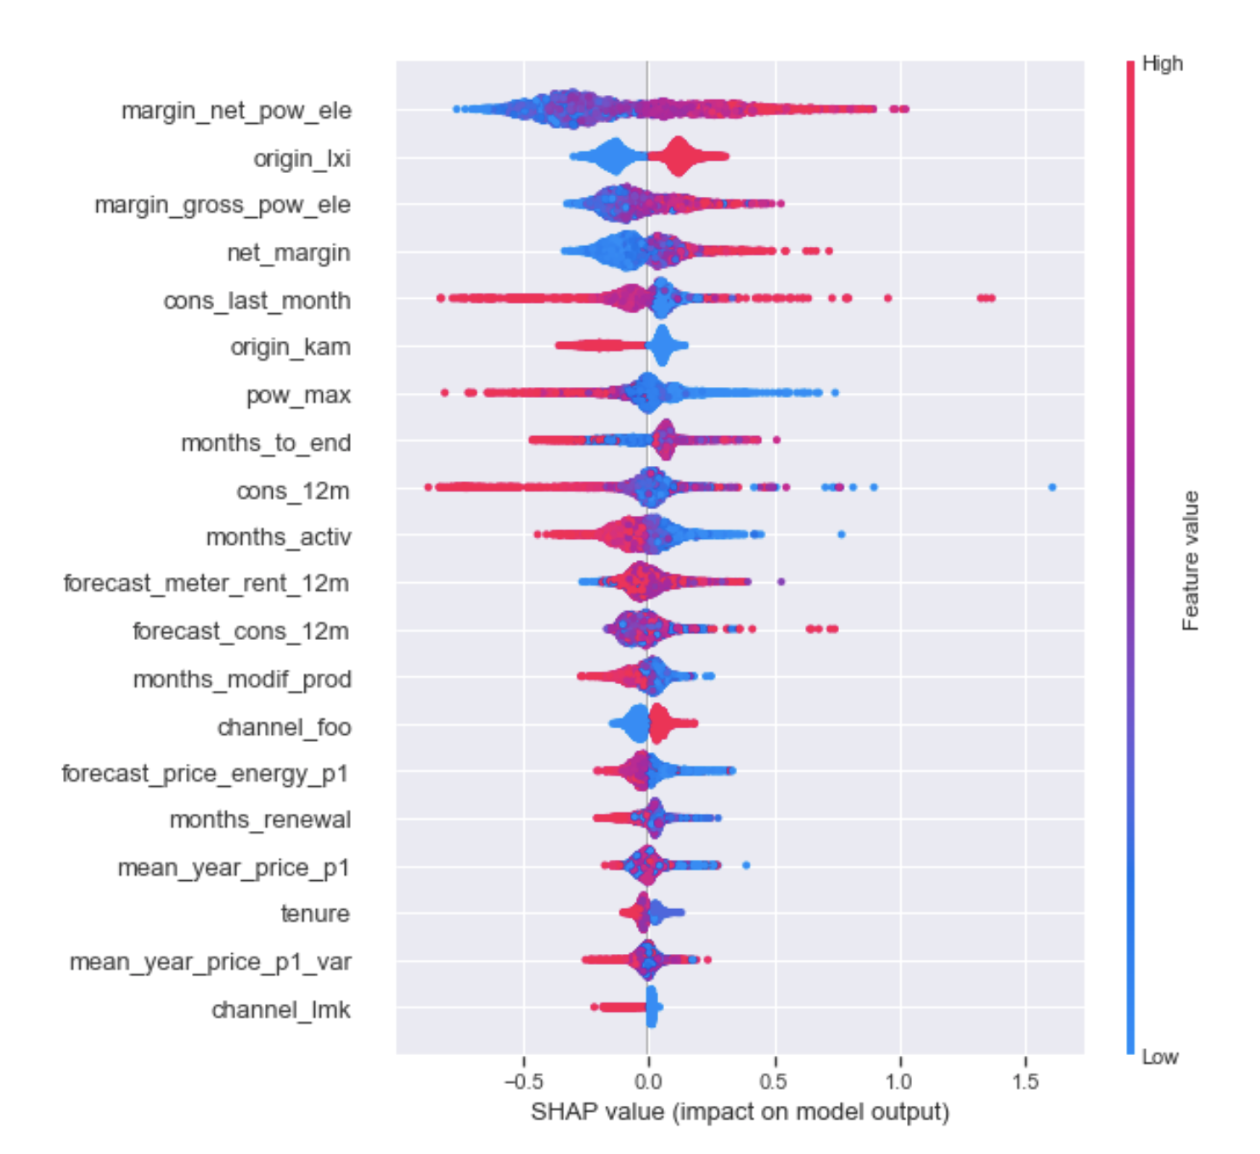 High
margin_net_pow_ele
origin_lxi
margin_gross_pow_ele
net_margin
cons_last_month
origin_kam
pow_max
months_to_end
cons_12m
months_activ
forecast_meter_rent_12m
forecast_cons_12m
months_modif_prod
channel_foo
forecast_price_energy_p1
months_renewal
mean_year_price_p1
tenure
mean_year_price_p1_var
channel_lmk
Feature value
Low
−0.5 0.0 0.5 1.0 1.5
SHAP value (impact on model output)